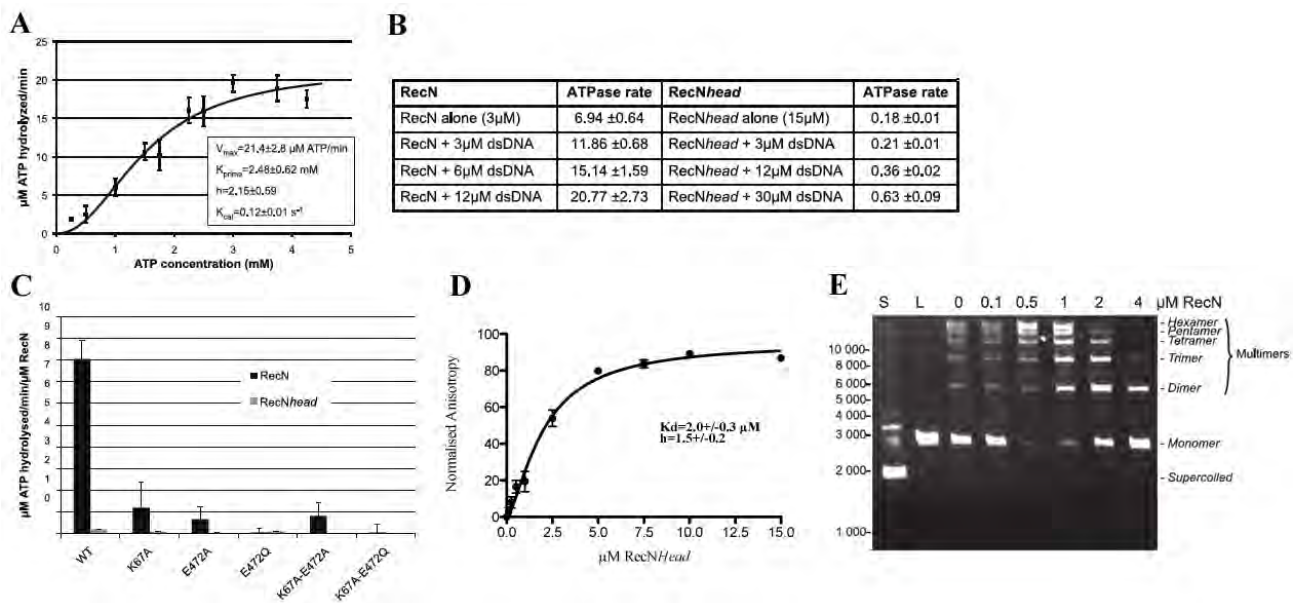 A
25
20
15
10
5
0
0 1 2 3 4 5
µM ATP hydrolyzed/min
ATP concentration (mM)
Vmax=21.4±2.8 µM ATP/min
Kprime=2.48±0.62 mM
h=2.15±0.59
Kcat=0.12±0.01 s⁻¹
B
RecN ATPase rate RecNhead ATPase rate
RecN alone (3µM) 6.94 ±0.64 RecNhead alone (15µM) 0.18 ±0.01
RecN + 3µM dsDNA 11.86 ±0.68 RecNhead + 3µM dsDNA 0.21 ±0.01
RecN + 6µM dsDNA 15,14 ±1.59 RecNhead + 12µM dsDNA 0.36 ±0.02
RecN + 12µM dsDNA 20.77 ±2.73 RecNhead + 30µM dsDNA 0.63 ±0.09
C
10
9
8
7
6
5
4
3
2
1
0
µM ATP hydrolysed/min/µM RecN
RecN
RecNhead
WT K67A E472A E472Q K67A-E472A K67A-E472Q
D
100
80
60
40
20
0
Normalised Anisotropy
Kd=2.0+/-0.3 µM
h=1.5+/-0.2
0.0 2.5 5.0 7.5 10.0 12.5 15.0
µM RecNHead
E
S L 0 0.1 0.5 1 2 4 µM RecN
10 000-
8 000-
6 000-
5 000-
4 000-
3 000-
2 000-
1 000-
Hexamer
Pentamer
Tetramer
Trimer
Dimer
Multimers
Monomer
Supercoiled